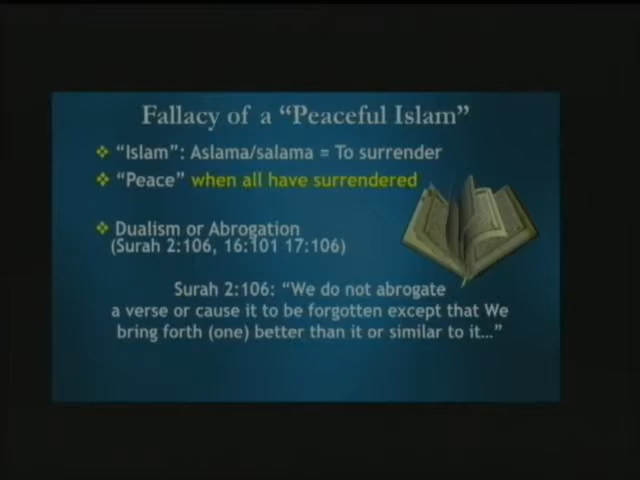 Fallacy of a “Peaceful Islam”
“Islam”: Aslama/salama = To surrender
“Peace” when all have surrendered
Dualism or Abrogation
(Surah 2:106, 16:101 17:106)
Surah 2:106: “We do not abrogate
a verse or cause it to be forgotten except that We
bring forth (one) better than it or similar to it…”